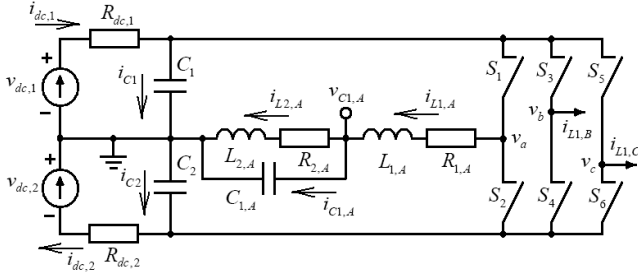 i_{dc,1}
R_{dc,1}
+
v_{dc,1}
−
i_{C1}
C_1
S_1
S_3
S_5
v_{C1,A}
i_{L2,A}
i_{L1,A}
v_b
i_{L1,B}
L_{2,A}
R_{2,A}
L_{1,A}
R_{1,A}
v_a
i_{L1,C}
v_c
+
v_{dc,2}
−
i_{C2}
C_2
C_{1,A}
i_{C1,A}
S_2
S_4
S_6
R_{dc,2}
i_{dc,2}